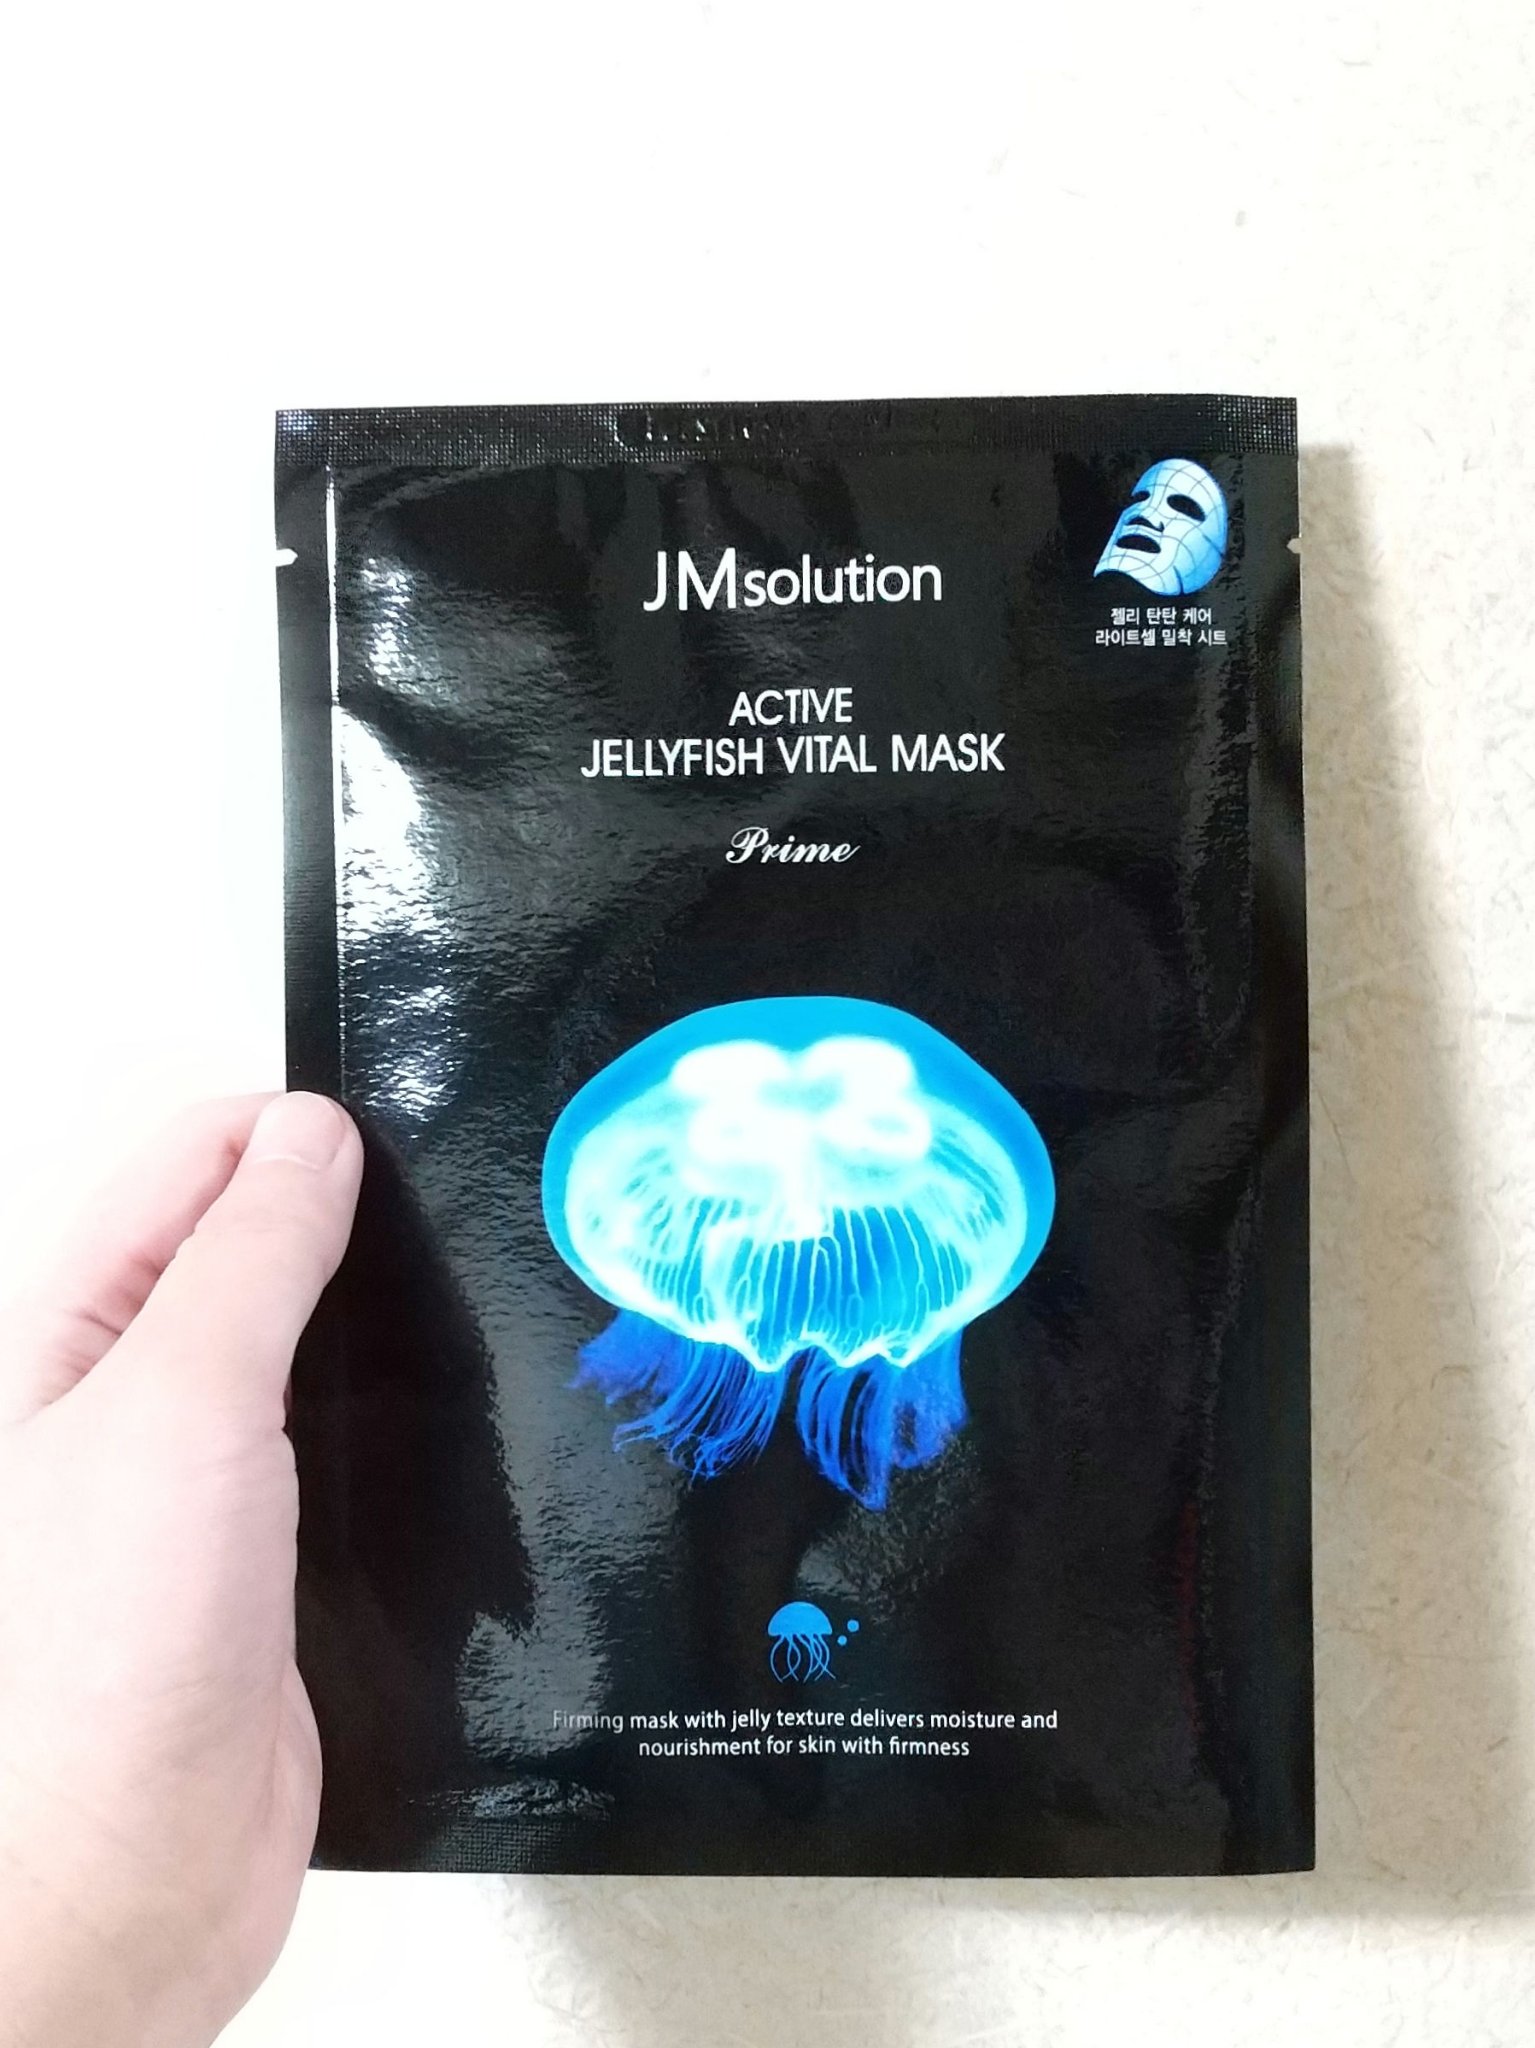 JMsolution
젤리 탄탄 케어
라이트셀 밀착 시트
ACTIVE
JELLYFISH VITAL MASK
Prime
Firming mask with jelly texture delivers moisture and
nourishment for skin with firmness